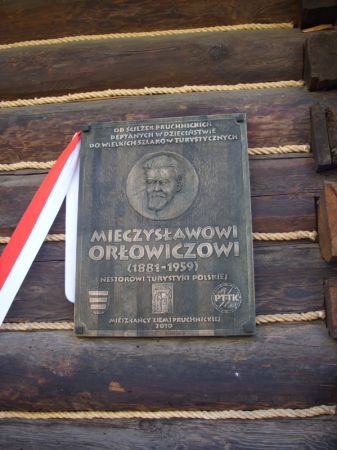 OD ŚCIEŻEK PRUCHNICKICH
DEPTANYCH W DZIECIŃSTWIE
DO WIELKICH SZLAKÓW TURYSTYCZNYCH
MIECZYSŁAWOWI
ORŁOWICZOWI
(1881-1959)
NESTOROWI TURYSTYKI POLSKIEJ
PTTK
MIESZKAŃCY ZIEMI PRUCHNICKIEJ
2010